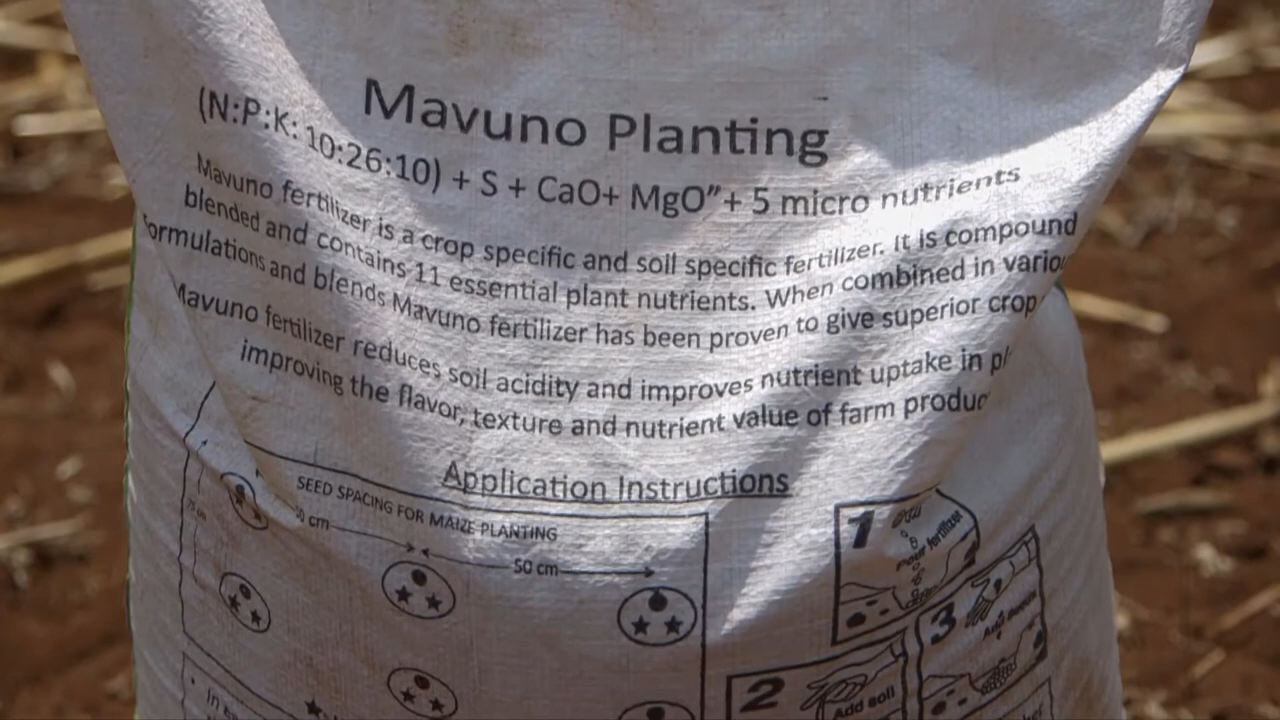 Mavuno Planting
(N:P:K: 10:26:10) + S + CaO+ MgO" + 5 micro nutrients
Mavuno fertilizer is a crop specific and soil specific fertilizer. It is compound
blended and contains 11 essential plant nutrients. When combined in
formulations and blends Mavuno fertilizer has been proven to give superior crop
Mavuno fertilizer reduces soil acidity and improves nutrient uptake in
improving the flavor, texture and nutrient value of farm
Application Instructions
SEED SPACING FOR MAIZE PLANTING
cm
50 cm
1
Pour fertilizer
2
Add soil
3
Add
In